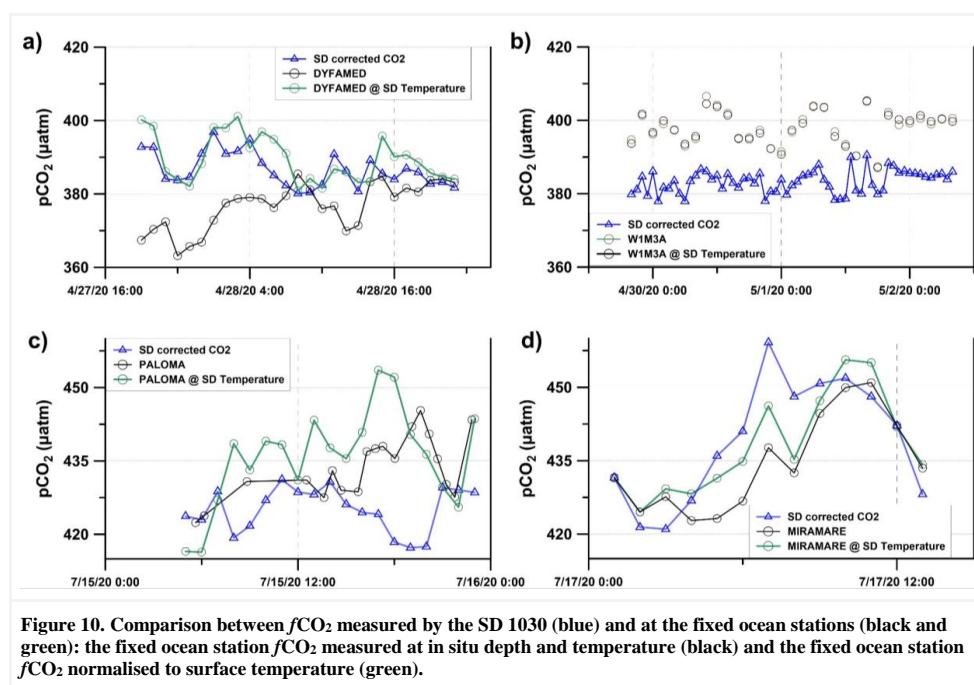 a)
420
400
380
360
pCO2 (µatm)
SD corrected CO2
DYFAMED
DYFAMED @ SD Temperature
4/27/20 16:00
4/28/20 4:00
4/28/20 16:00
b)
420
400
380
360
pCO2 (µatm)
SD corrected CO2
W1M3A
W1M3A @ SD Temperature
4/30/20 0:00
5/1/20 0:00
5/2/20 0:00
c)
450
435
420
pCO2 (µatm)
SD corrected CO2
PALOMA
PALOMA @ SD Temperature
7/15/20 0:00
7/15/20 12:00
7/16/20 0:00
d)
450
435
420
pCO2 (µatm)
SD corrected CO2
MIRAMARE
MIRAMARE @ SD Temperature
7/17/20 0:00
7/17/20 12:00
Figure 10. Comparison between fCO2 measured by the SD 1030 (blue) and at the fixed ocean stations (black and
green): the fixed ocean station fCO2 measured at in situ depth and temperature (black) and the fixed ocean station
fCO2 normalised to surface temperature (green).